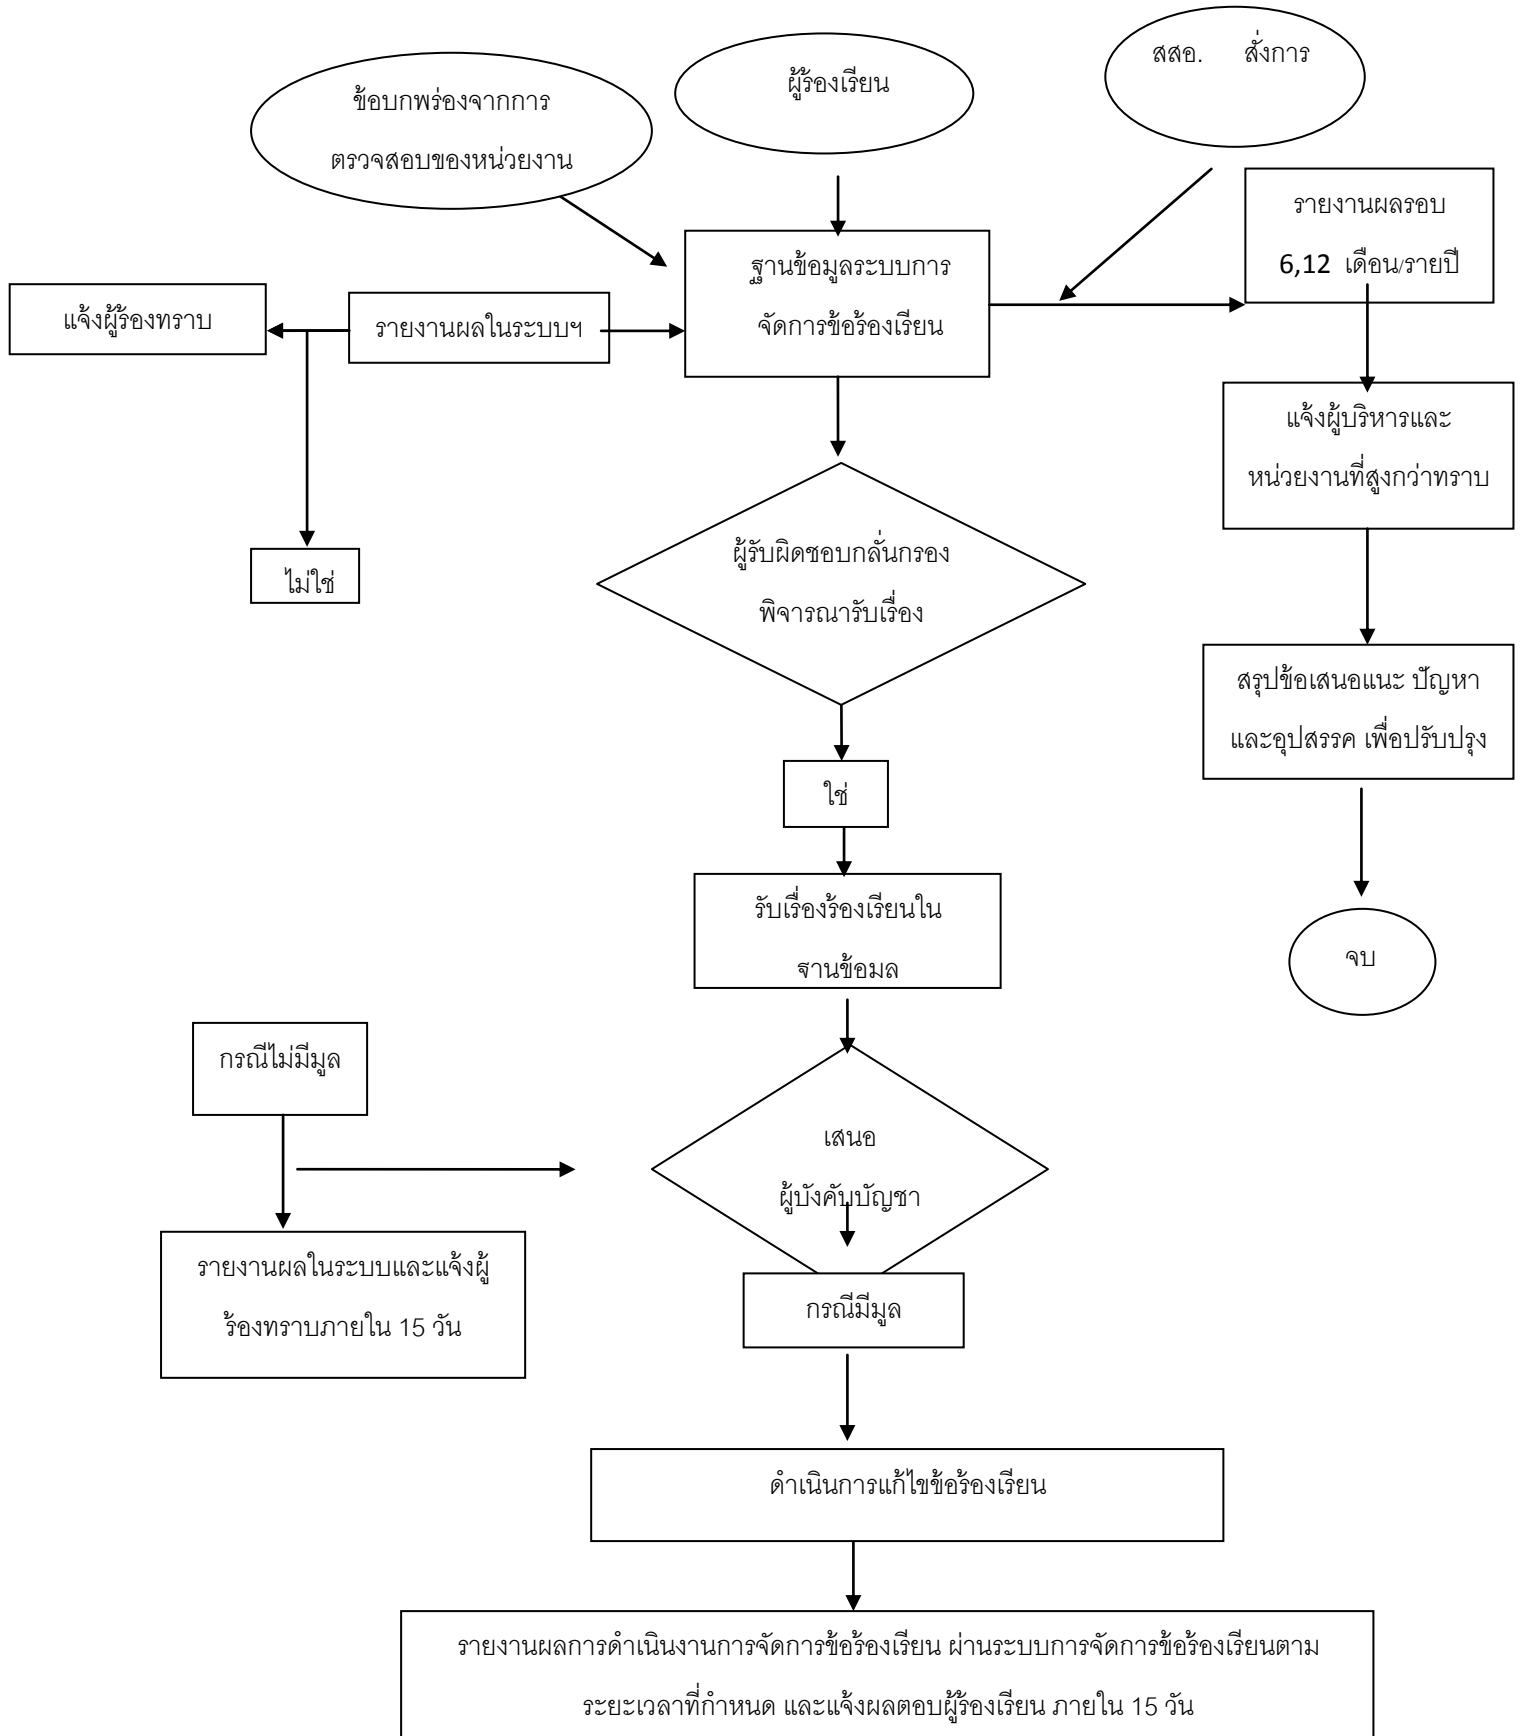 สสอ. สั่งการ
ผู้ร้องเรียน
ข้อบกพร่องจากการ
ตรวจสอบของหน่วยงาน
รายงานผลรอบ
6,12 เดือน/รายปี
ฐานข้อมูลระบบการ
จัดการข้อร้องเรียน
แจ้งผู้ร้องทราบ
รายงานผลในระบบฯ
แจ้งผู้บริหารและ
หน่วยงานที่สูงกว่าทราบ
ผู้รับผิดชอบกลั่นกรอง
พิจารณารับเรื่อง
ไม่ใช่
สรุปข้อเสนอแนะ ปัญหา
และอุปสรรค เพื่อปรับปรุง
ใช่
รับเรื่องร้องเรียนใน
ฐานข้อมูล
จบ
กรณีไม่มีมูล
เสนอ
ผู้บังคับบัญชา
รายงานผลในระบบและแจ้งผู้
ร้องทราบภายใน 15 วัน
กรณีมีมูล
ดำเนินการแก้ไขข้อร้องเรียน
รายงานผลการดำเนินงานการจัดการข้อร้องเรียน ผ่านระบบการจัดการข้อร้องเรียนตาม
ระยะเวลาที่กำหนด และแจ้งผลตอบผู้ร้องเรียน ภายใน 15 วัน